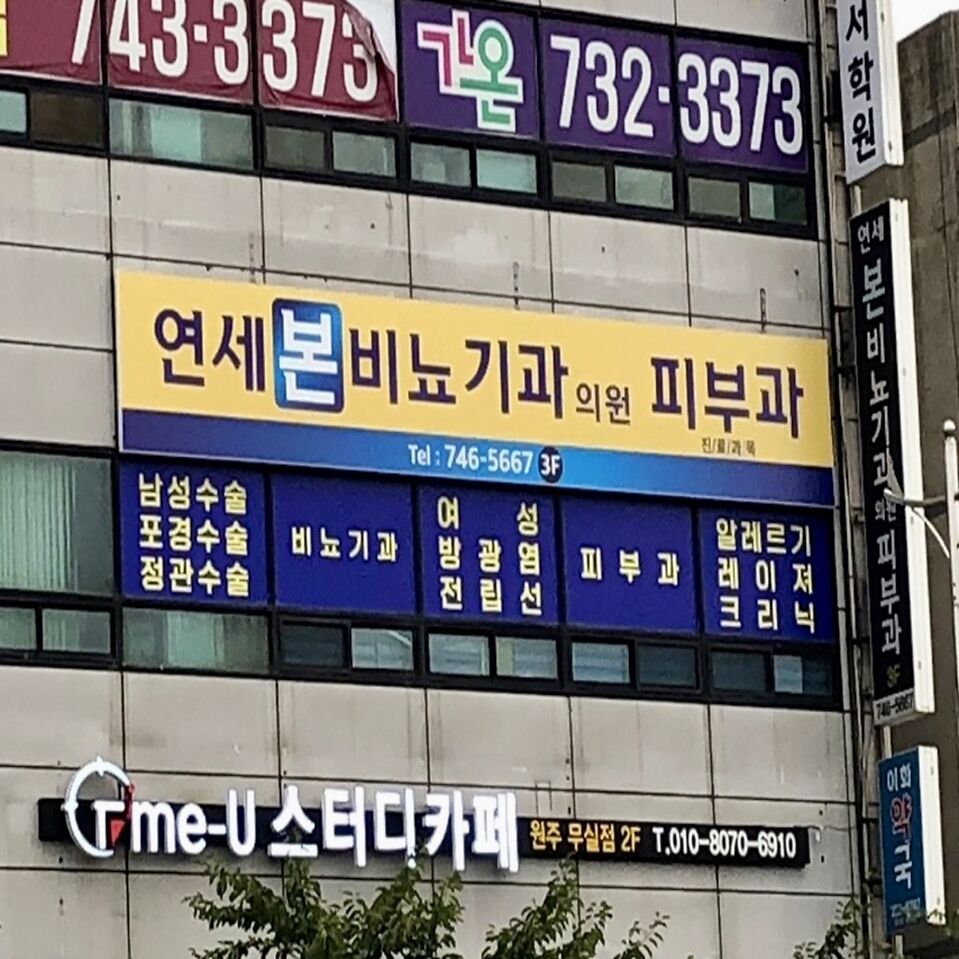 743-3373
가온 732-3373
서학원
연세본비뇨기과의원 피부과
진/료/과목
Tel : 746-5667 3F
남성수술
포경수술
정관수술
비뇨기과
여 성
방광염
전립선
피부과
알레르기
레이져
크리닉
연세본비뇨기과의원피부과 3F
746-5667
Time-U 스터디카페 원주 무실점 2F T.010-8070-6910
이화약국